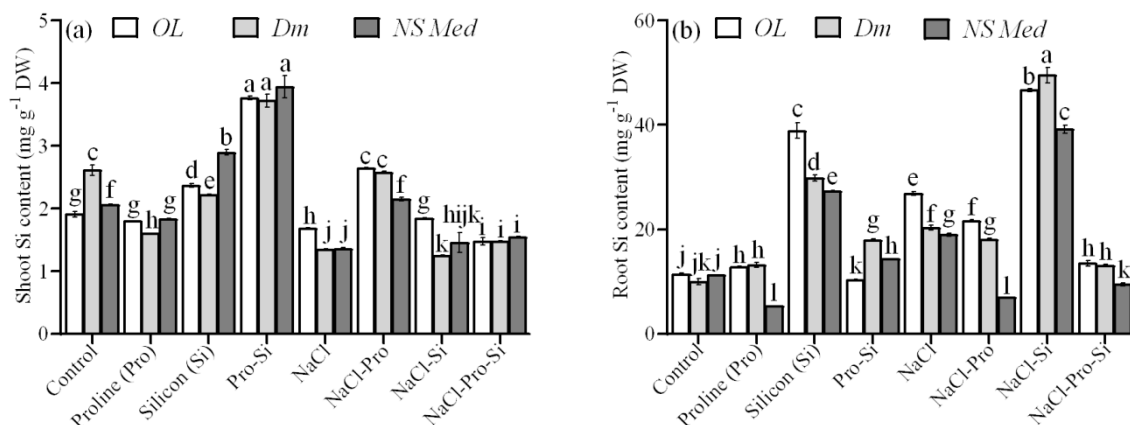 (a) OL Dm NS Med
Shoot Si content (mg g⁻¹ DW)
5
4
3
2
1
0
g c f
g h g
d e b
a a a
h j j
c c f
g k hijk
i i i
Control
Proline (Pro)
Silicon (Si)
Pro-Si
NaCl
NaCl-Pro
NaCl-Si
NaCl-Pro-Si
(b) OL Dm NS Med
Root Si content (mg g⁻¹ DW)
60
40
20
0
j jk j
h h l
c d e
k g h
e f g
f g l
b a c
h h k
Control
Proline (Pro)
Silicon (Si)
Pro-Si
NaCl
NaCl-Pro
NaCl-Si
NaCl-Pro-Si